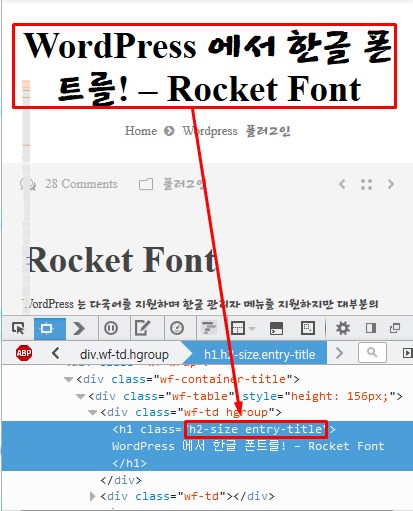 WordPress 에서 한글 폰
트를! – Rocket Font
Home Wordpress 플러그인
28 Comments 플러그인
Rocket Font
WordPress 는 다국어를 지원하며 한글 관리자 메뉴를 지원하지만 대부분의
ABP div.wf-td.hgroup h1.h2-size.entry-title
<div class="wf-container-title">
<div class="wf-table" style="height: 156px;">
<div class="wf-td hgroup">
<h1 class="h2-size entry-title">
WordPress 에서 한글 폰트를! – Rocket Font
</h1>
</div>
<div class="wf-td"></div>
</div>